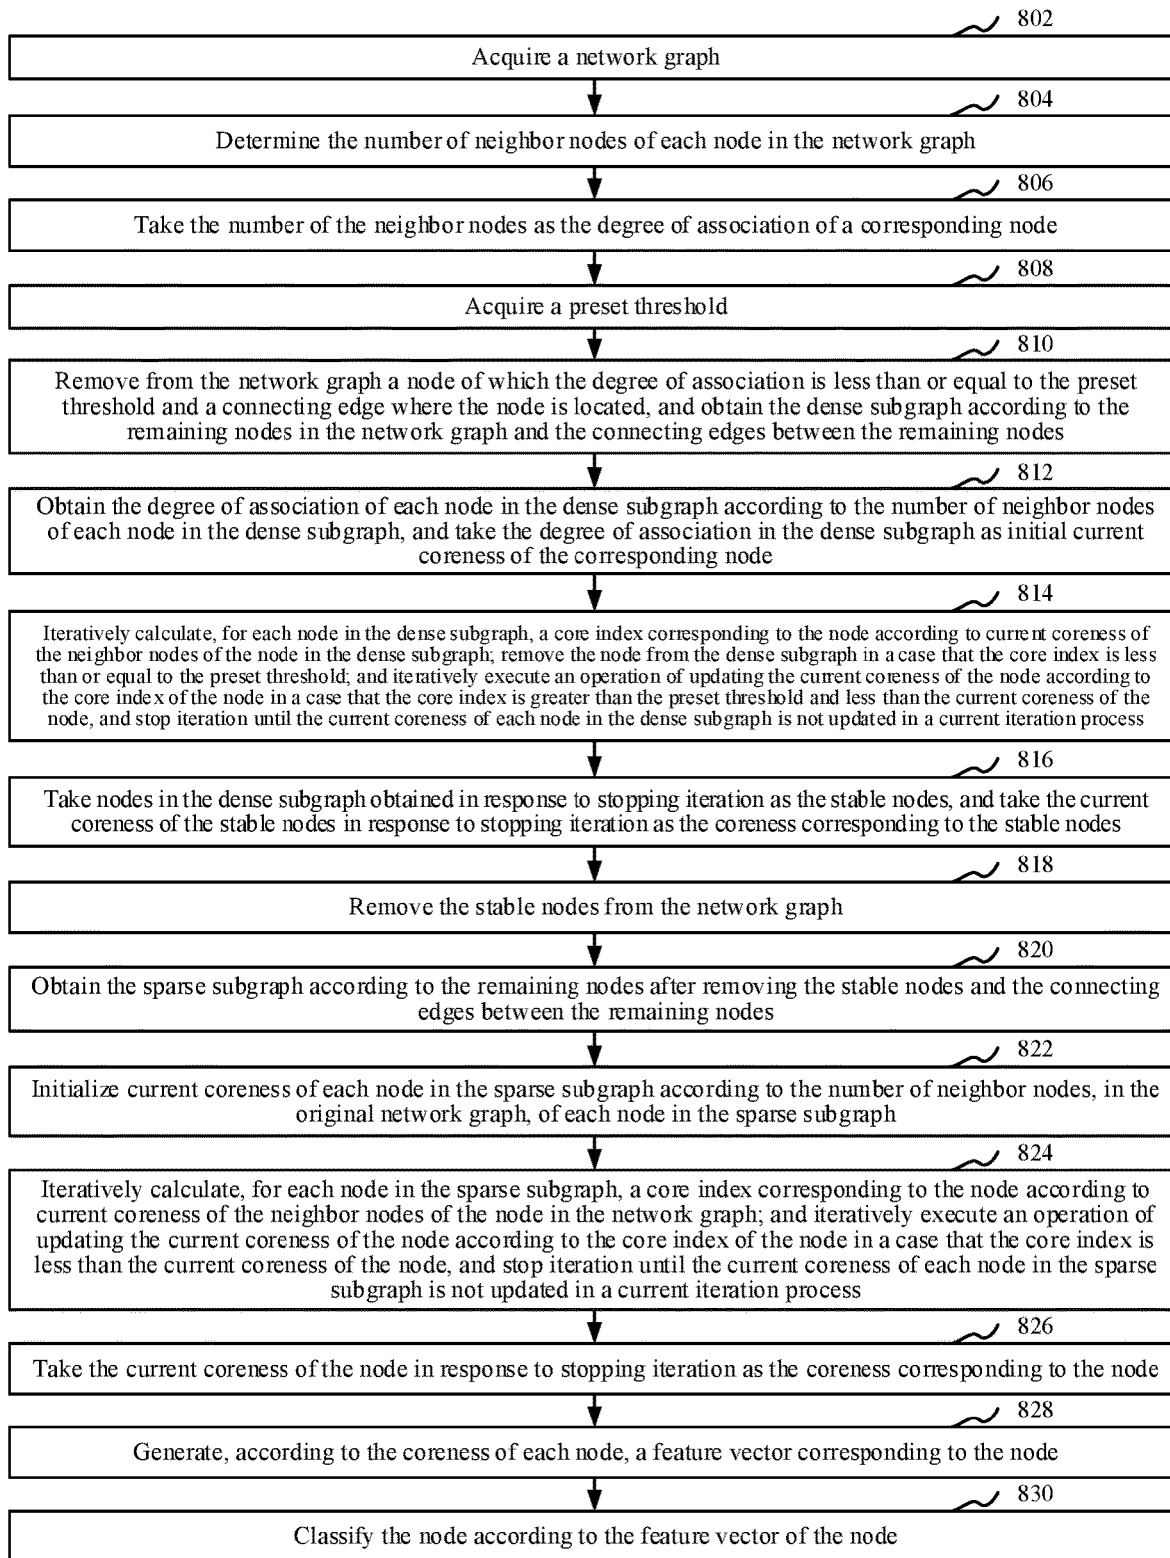 802
Acquire a network graph
804
Determine the number of neighbor nodes of each node in the network graph
806
Take the number of the neighbor nodes as the degree of association of a corresponding node
808
Acquire a preset threshold
810
Remove from the network graph a node of which the degree of association is less than or equal to the preset
threshold and a connecting edge where the node is located, and obtain the dense subgraph according to the
remaining nodes in the network graph and the connecting edges between the remaining nodes
812
Obtain the degree of association of each node in the dense subgraph according to the number of neighbor nodes
of each node in the dense subgraph, and take the degree of association in the dense subgraph as initial current
coreness of the corresponding node
814
Iteratively calculate, for each node in the dense subgraph, a core index corresponding to the node according to current coreness of
the neighbor nodes of the node in the dense subgraph; remove the node from the dense subgraph in a case that the core index is less
than or equal to the preset threshold; and iteratively execute an operation of updating the current coreness of the node according to
the core index of the node in a case that the core index is greater than the preset threshold and less than the current coreness of the
node, and stop iteration until the current coreness of each node in the dense subgraph is not updated in a current iteration process
816
Take nodes in the dense subgraph obtained in response to stopping iteration as the stable nodes, and take the current
coreness of the stable nodes in response to stopping iteration as the coreness corresponding to the stable nodes
818
Remove the stable nodes from the network graph
820
Obtain the sparse subgraph according to the remaining nodes after removing the stable nodes and the connecting
edges between the remaining nodes
822
Initialize current coreness of each node in the sparse subgraph according to the number of neighbor nodes, in the
original network graph, of each node in the sparse subgraph
824
Iteratively calculate, for each node in the sparse subgraph, a core index corresponding to the node according to
current coreness of the neighbor nodes of the node in the network graph; and iteratively execute an operation of
updating the current coreness of the node according to the core index of the node in a case that the core index is
less than the current coreness of the node, and stop iteration until the current coreness of each node in the sparse
subgraph is not updated in a current iteration process
826
Take the current coreness of the node in response to stopping iteration as the coreness corresponding to the node
828
Generate, according to the coreness of each node, a feature vector corresponding to the node
830
Classify the node according to the feature vector of the node